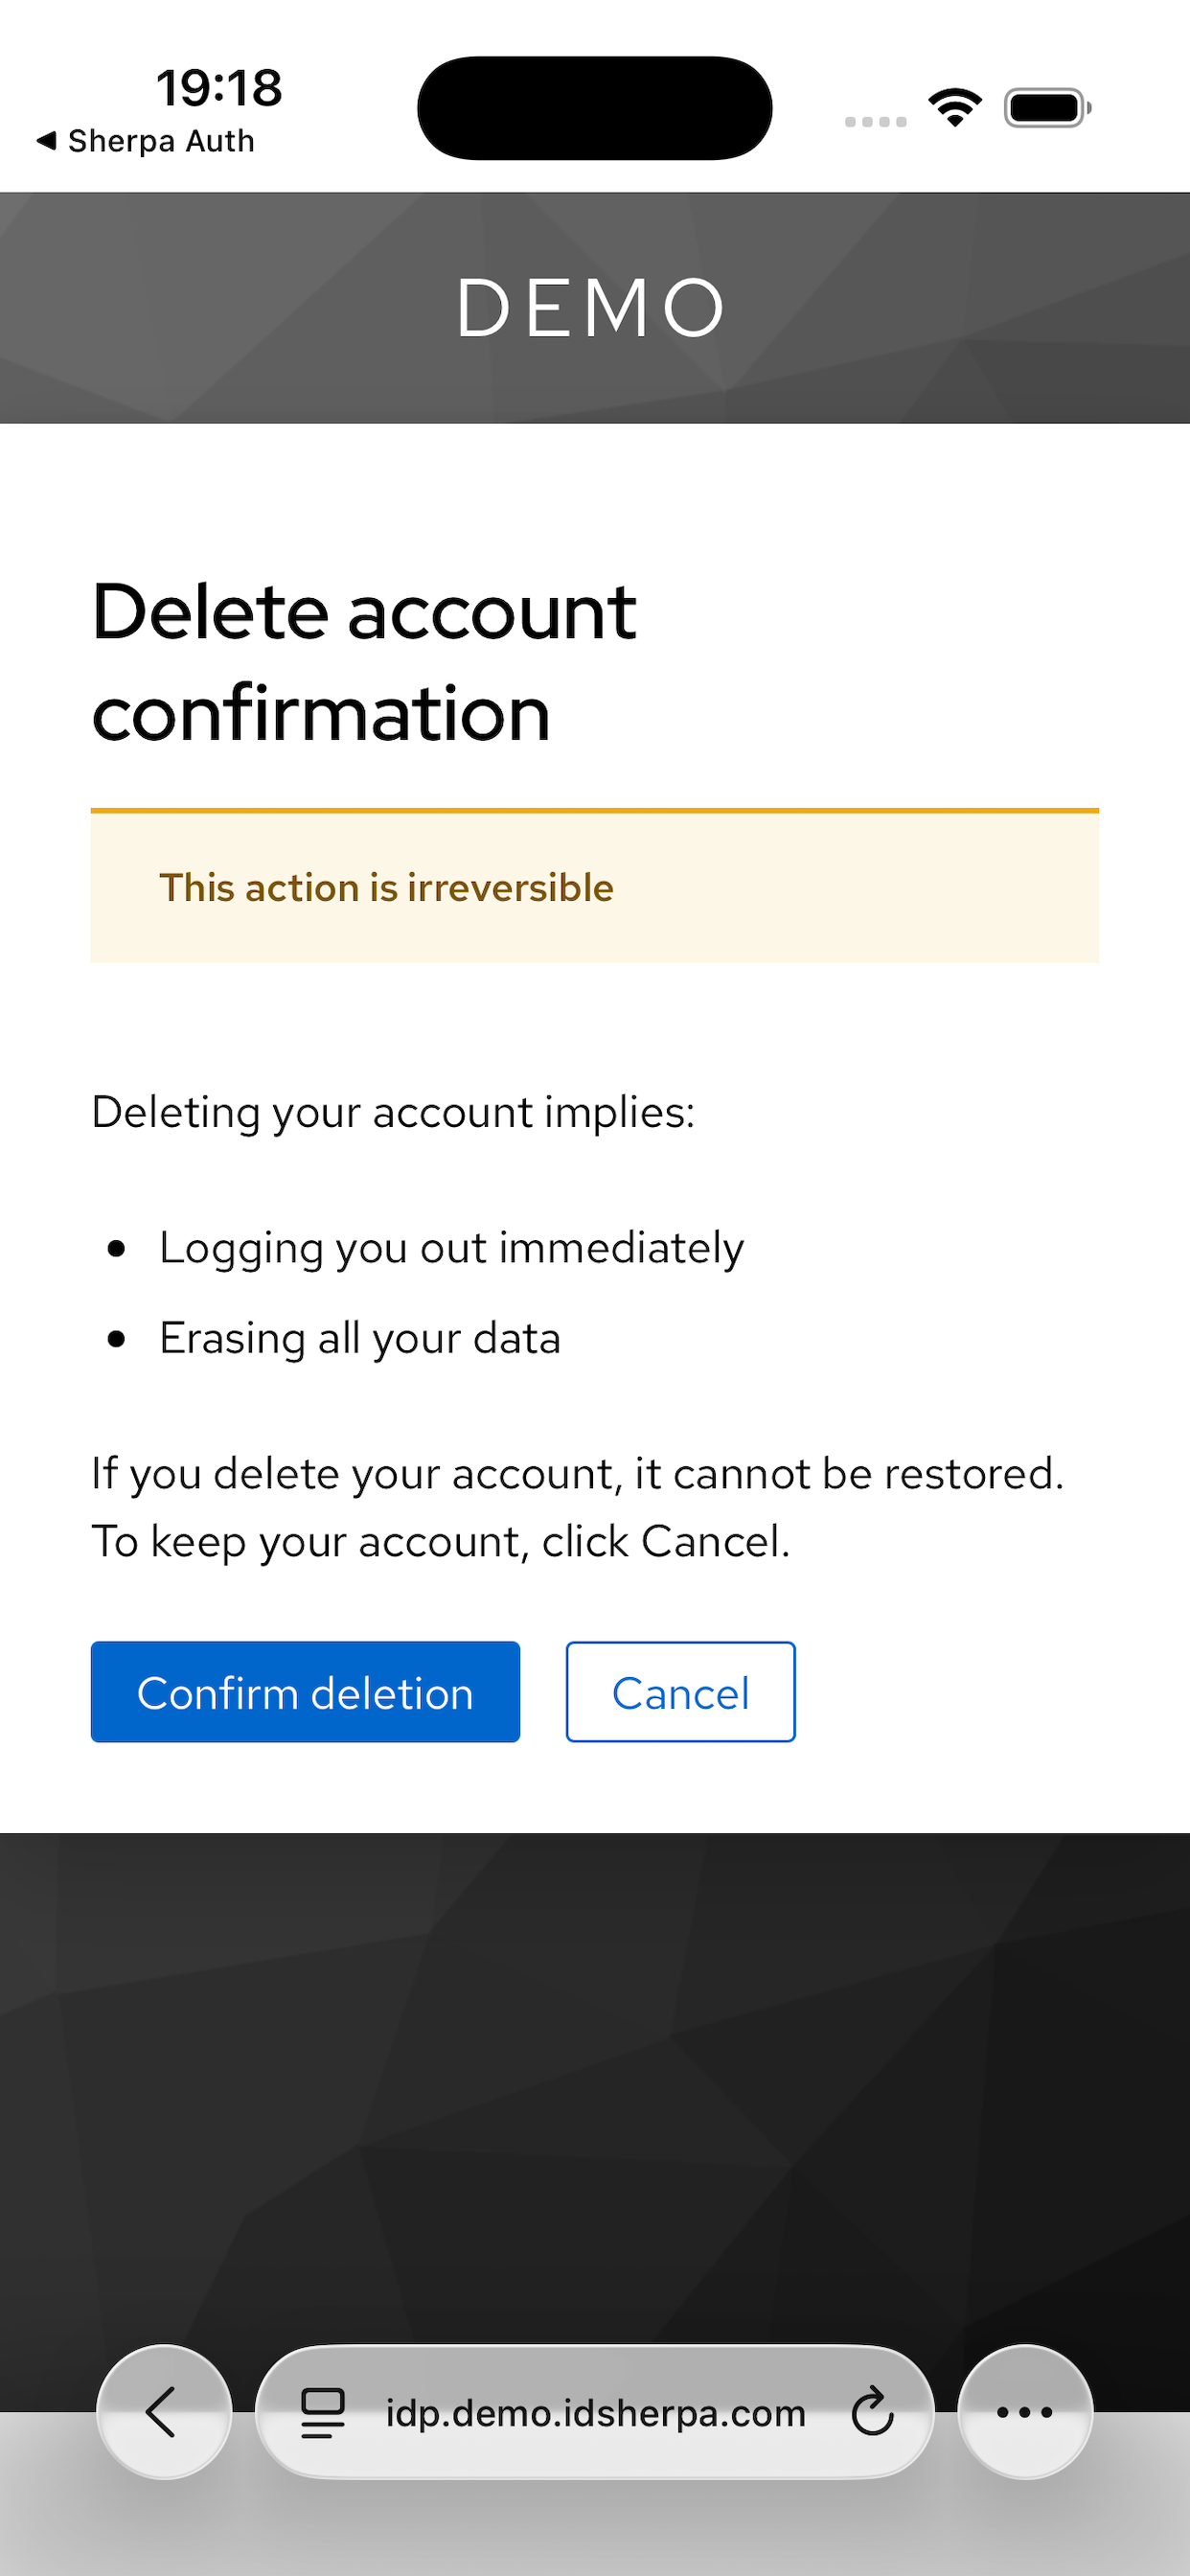 19:18
◀ Sherpa Auth
DEMO
Delete account
confirmation
This action is irreversible
Deleting your account implies:
• Logging you out immediately
• Erasing all your data
If you delete your account, it cannot be restored.
To keep your account, click Cancel.
Confirm deletion
Cancel
idp.demo.idsherpa.com